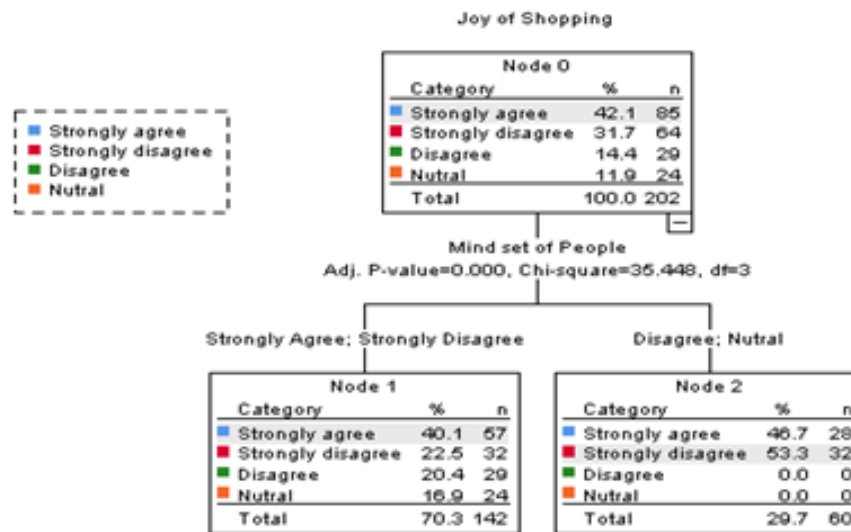 Joy of Shopping
Node 0
Category % n
Strongly agree 42.1 85
Strongly disagree 31.7 64
Disagree 14.4 29
Nutral 11.9 24
Total 100.0 202
Strongly agree
Strongly disagree
Disagree
Nutral
Mind set of People
Adj. P-value=0.000, Chi-square=35.448, df=3
Strongly Agree; Strongly Disagree
Disagree; Nutral
Node 1
Category % n
Strongly agree 40.1 57
Strongly disagree 22.5 32
Disagree 20.4 29
Nutral 16.9 24
Total 70.3 142
Node 2
Category % n
Strongly agree 46.7 28
Strongly disagree 53.3 32
Disagree 0.0 0
Nutral 0.0 0
Total 29.7 60